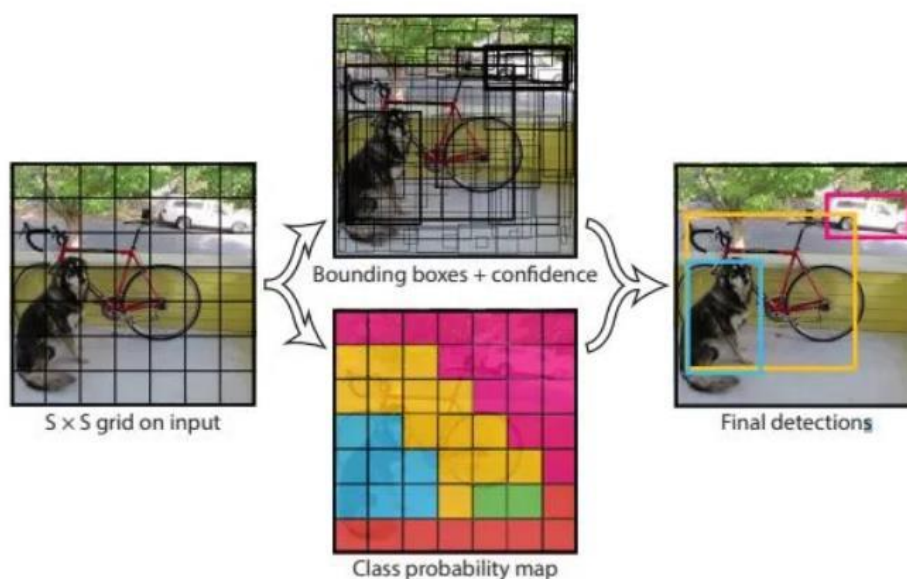 Bounding boxes + confidence
S × S grid on input
Final detections
Class probability map